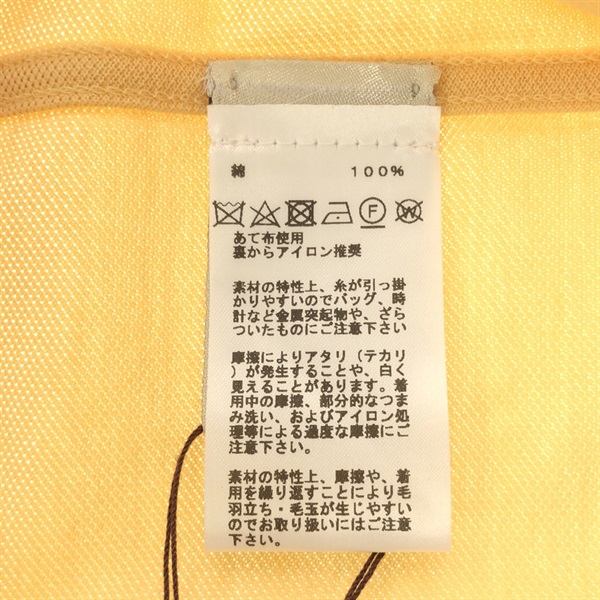 綿 100%
F W
あて布使用
裏からアイロン推奨
素材の特性上、糸が引っ掛
かりやすいのでバッグ、時
計など金属突起物や、ざら
ついたものにご注意下さい
摩擦によりアタリ(テカリ
)が発生することや、白く
見えることがあります。着
用中の摩擦、部分的なつま
み洗い、およびアイロン処
理等による過度な摩擦にご
注意下さい。
素材の特性上、摩擦や、着
用を繰り返すことにより毛
羽立ち・毛玉が生じやすい
のでお取り扱いにはご注意
下さい。